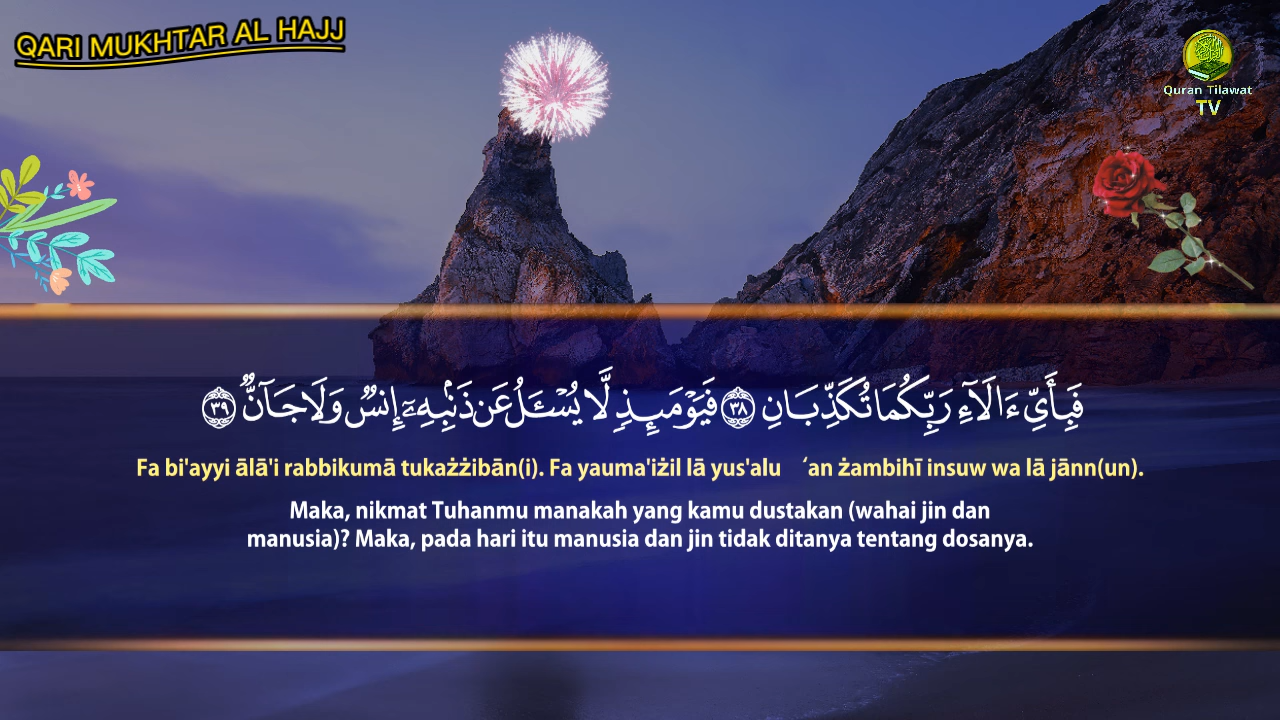 QARI MUKHTAR AL HAJJ
Quran Tilawat
TV
فَبِأَيِّ ءَالَآءِ رَبِّكُمَا تُكَذِّبَانِ ۝٣٨ فَيَوْمَئِذٍ لَّا يُسْـَٔلُ عَن ذَنۢبِهِۦٓ إِنسٌ وَلَا جَآنٌّ ۝٣٩
Fa bi'ayyi ālā'i rabbikumā tukażżibān(i). Fa yauma'iżil lā yus'alu ‘an żambihī insuw wa lā jānn(un).
Maka, nikmat Tuhanmu manakah yang kamu dustakan (wahai jin dan
manusia)? Maka, pada hari itu manusia dan jin tidak ditanya tentang dosanya.